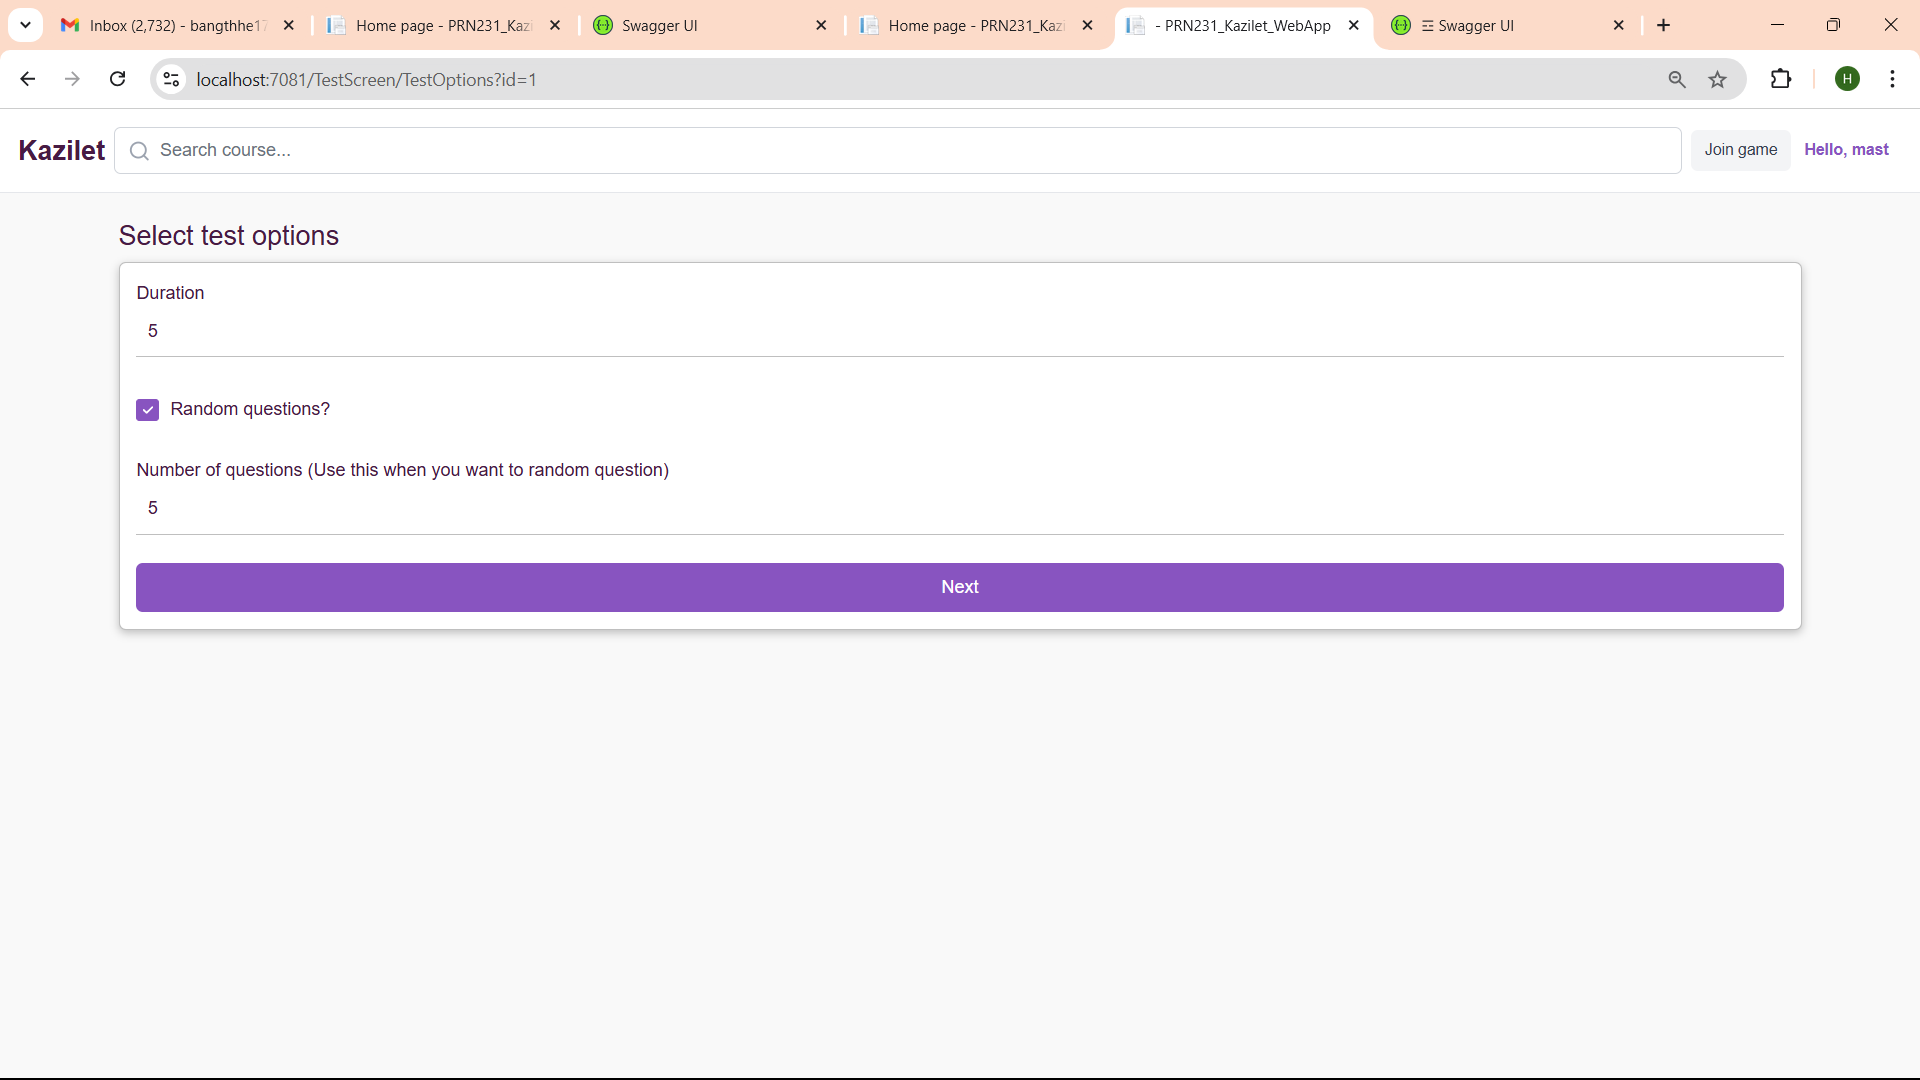 Inbox (2,732) - bangthhe17
Home page - PRN231_Kazi
Swagger UI
Home page - PRN231_Kazi
- PRN231_Kazilet_WebApp
Swagger UI
localhost:7081/TestScreen/TestOptions?id=1
H
Kazilet
Search course...
Join game
Hello, mast
Select test options
Duration
5
Random questions?
Number of questions (Use this when you want to random question)
5
Next